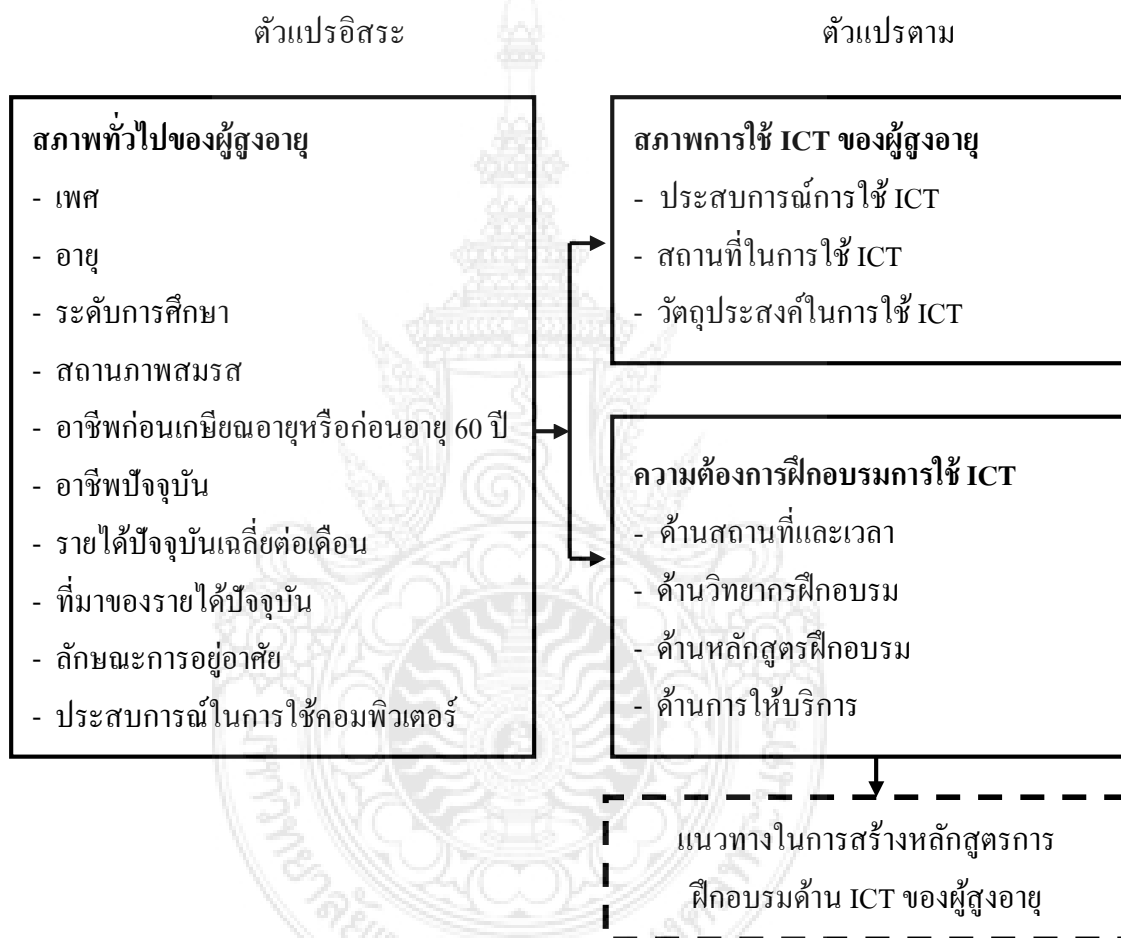 ตัวแปรอิสระ
ตัวแปรตาม
สภาพทั่วไปของผู้สูงอายุ
- เพศ
- อายุ
- ระดับการศึกษา
- สถานภาพสมรส
- อาชีพก่อนเกษียณอายุหรือก่อนอายุ 60 ปี
- อาชีพปัจจุบัน
- รายได้ปัจจุบันเฉลี่ยต่อเดือน
- ที่มาของรายได้ปัจจุบัน
- ลักษณะการอยู่อาศัย
- ประสบการณ์ในการใช้คอมพิวเตอร์
สภาพการใช้ ICT ของผู้สูงอายุ
- ประสบการณ์การใช้ ICT
- สถานที่ในการใช้ ICT
- วัตถุประสงค์ในการใช้ ICT
ความต้องการฝึกอบรมการใช้ ICT
- ด้านสถานที่และเวลา
- ด้านวิทยากรฝึกอบรม
- ด้านหลักสูตรฝึกอบรม
- ด้านการให้บริการ
แนวทางในการสร้างหลักสูตรการ
ฝึกอบรมด้าน ICT ของผู้สูงอายุ